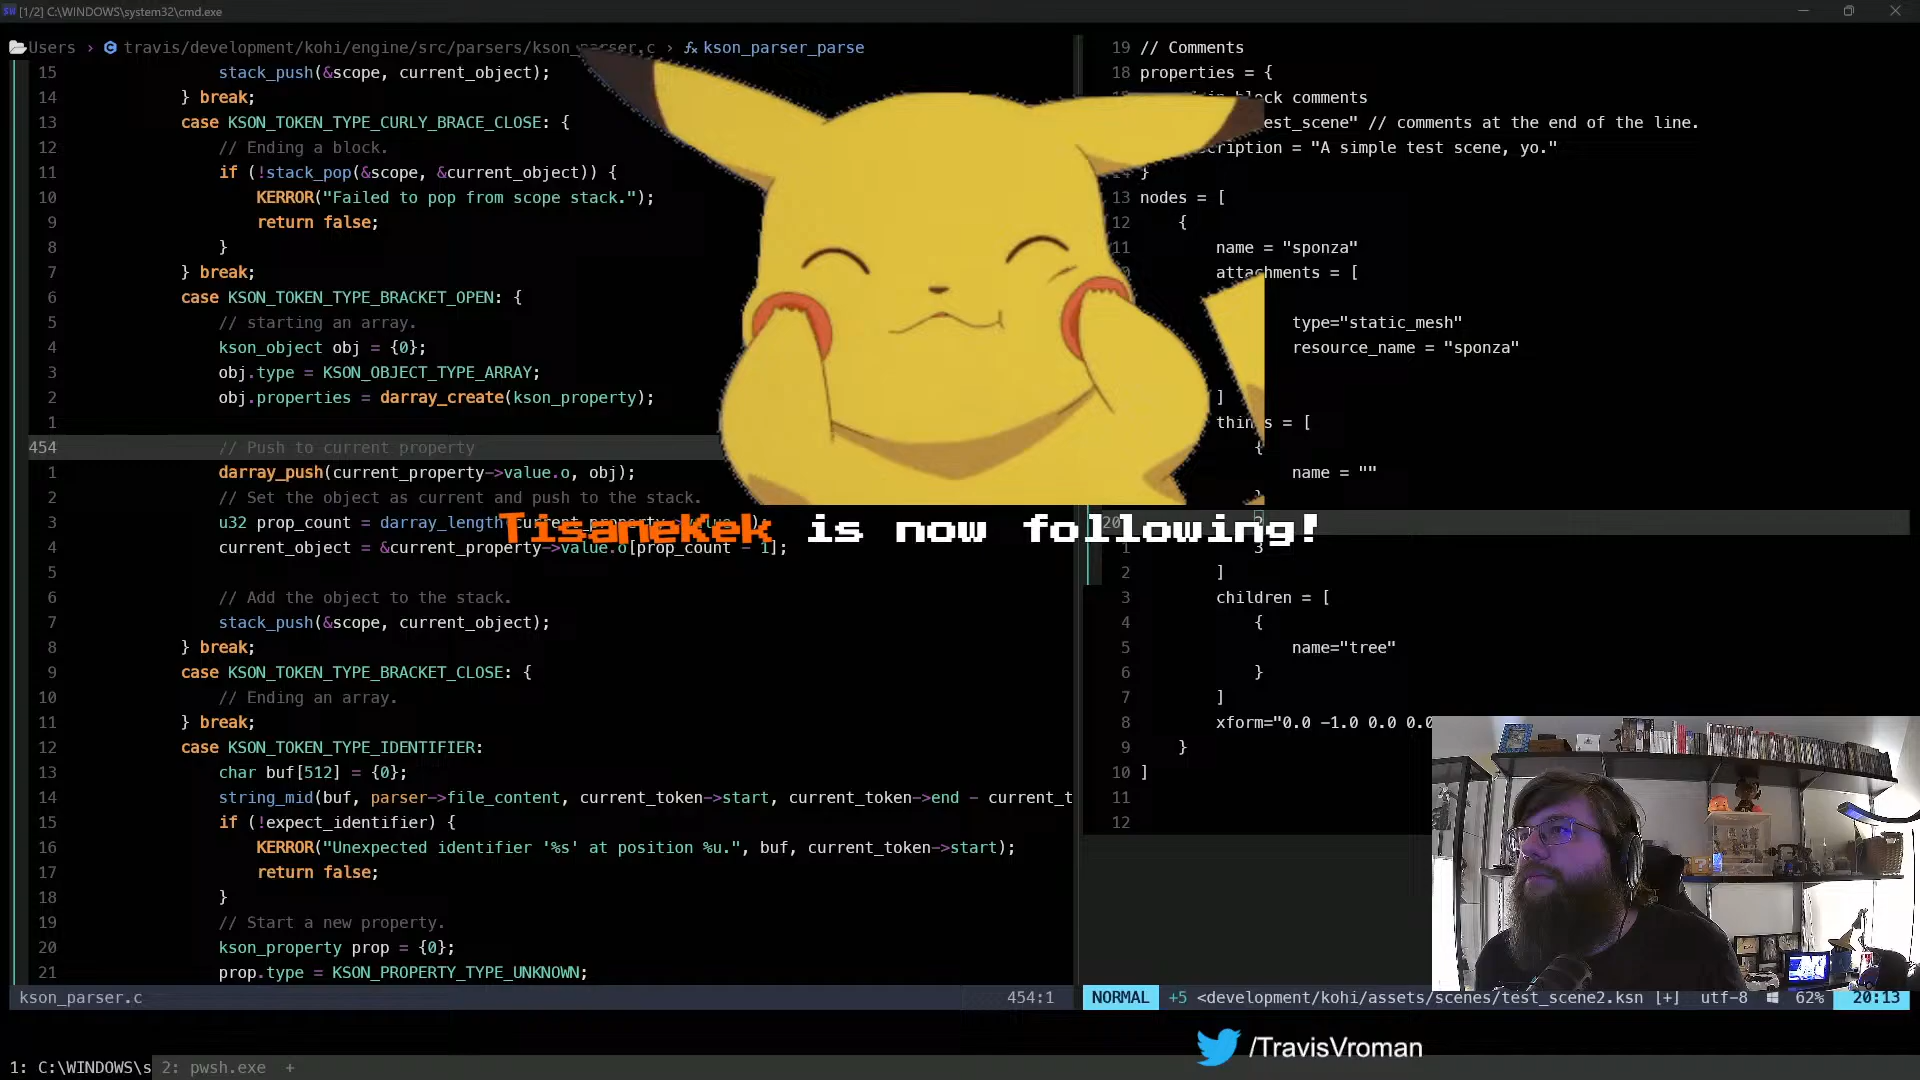 [1/2] C:\WINDOWS\system32\cmd.exe
Users › travis/development/kohi/engine/src/parsers/kson_parser.c › kson_parser_parse
15 stack_push(&scope, current_object);
14 } break;
13 case KSON_TOKEN_TYPE_CURLY_BRACE_CLOSE: {
12 // Ending a block.
11 if (!stack_pop(&scope, &current_object)) {
10 KERROR("Failed to pop from scope stack.");
9 return false;
8 }
7 } break;
6 case KSON_TOKEN_TYPE_BRACKET_OPEN: {
5 // starting an array.
4 kson_object obj = {0};
3 obj.type = KSON_OBJECT_TYPE_ARRAY;
2 obj.properties = darray_create(kson_property);
1
454 // Push to current property
1 darray_push(current_property->value.o, obj);
2 // Set the object as current and push to the stack.
3 u32 prop_count = darray_length(current_property->value
4 current_object = &current_property->value.o[prop_count - 1];
5
6 // Add the object to the stack.
7 stack_push(&scope, current_object);
8 } break;
9 case KSON_TOKEN_TYPE_BRACKET_CLOSE: {
10 // Ending an array.
11 } break;
12 case KSON_TOKEN_TYPE_IDENTIFIER:
13 char buf[512] = {0};
14 string_mid(buf, parser->file_content, current_token->start, current_token->end - current_t
15 if (!expect_identifier) {
16 KERROR("Unexpected identifier '%s' at position %u.", buf, current_token->start);
17 return false;
18 }
19 // Start a new property.
20 kson_property prop = {0};
21 prop.type = KSON_PROPERTY_TYPE_UNKNOWN;
kson_parser.c 454:1
TisaneKek is now following!
19 // Comments
18 properties = {
block comments
est_scene" // comments at the end of the line.
cription = "A simple test scene, yo."
14 }
13 nodes = [
12 {
11 name = "sponza"
attachments = [
type="static_mesh"
resource_name = "sponza"
]
things = [
{
name = ""
}
20 2
1 3
2 ]
3 children = [
4 {
5 name="tree"
6 }
7 ]
8 xform="0.0 -1.0 0.0 0.0
9 }
10 ]
11
12
NORMAL +5 <development/kohi/assets/scenes/test_scene2.ksn [+] utf-8 62% 20:13
/TravisVroman
1: C:\WINDOWS\s 2: pwsh.exe +